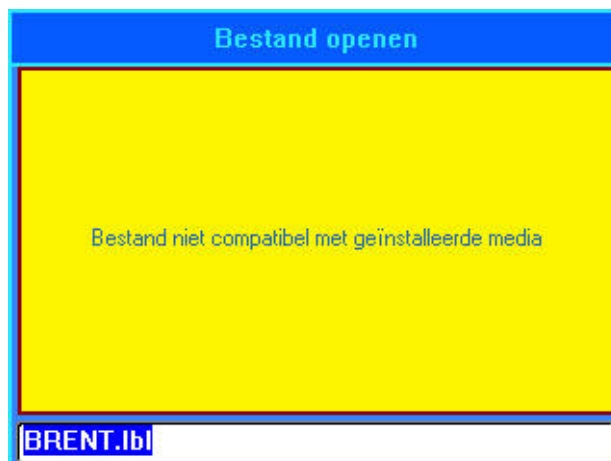 Bestand openen
Bestand niet compatibel met geïnstalleerde media
BRENT.lbl